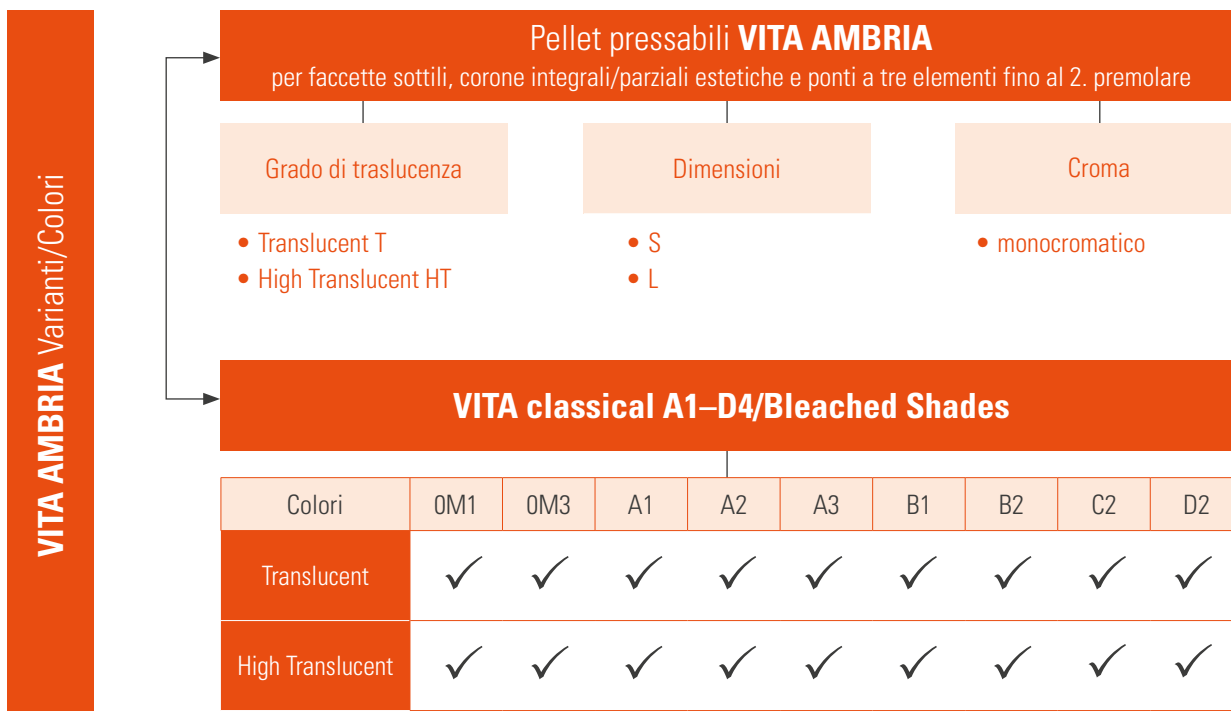 VITA AMBRIA Varianti/Colori
Pellet pressabili VITA AMBRIA
per faccette sottili, corone integrali/parziali estetiche e ponti a tre elementi fino al 2. premolare
Grado di traslucenza
• Translucent T
• High Translucent HT
Dimensioni
• S
• L
Croma
• monocromatico
VITA classical A1–D4/Bleached Shades
Colori 0M1 0M3 A1 A2 A3 B1 B2 C2 D2
Translucent ✓ ✓ ✓ ✓ ✓ ✓ ✓ ✓ ✓
High Translucent ✓ ✓ ✓ ✓ ✓ ✓ ✓ ✓ ✓